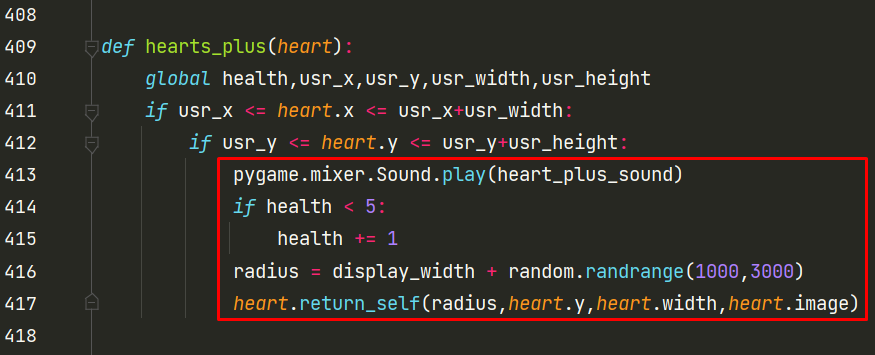 408
409 def hearts_plus(heart):
410     global health,usr_x,usr_y,usr_width,usr_height
411     if usr_x <= heart.x <= usr_x+usr_width:
412         if usr_y <= heart.y <= usr_y+usr_height:
413             pygame.mixer.Sound.play(heart_plus_sound)
414             if health < 5:
415                 health += 1
416             radius = display_width + random.randrange(1000,3000)
417             heart.return_self(radius,heart.y,heart.width,heart.image)
418